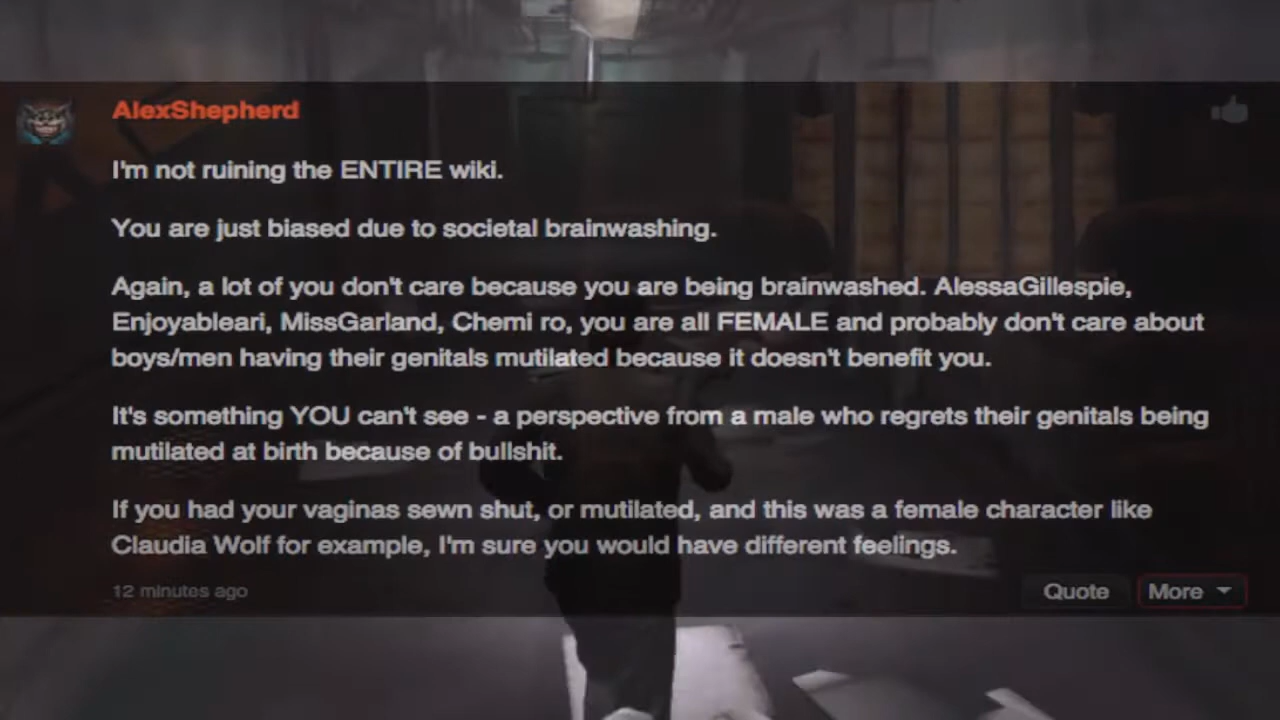 AlexShepherd
I'm not ruining the ENTIRE wiki.
You are just biased due to societal brainwashing.
Again, a lot of you don't care because you are being brainwashed. AlessaGillespie,
Enjoyableari, MissGarland, Chemi ro, you are all FEMALE and probably don't care about
boys/men having their genitals mutilated because it doesn't benefit you.
It's something YOU can't see - a perspective from a male who regrets their genitals being
mutilated at birth because of bullshit.
If you had your vaginas sewn shut, or mutilated, and this was a female character like
Claudia Wolf for example, I'm sure you would have different feelings.
12 minutes ago
Quote
More